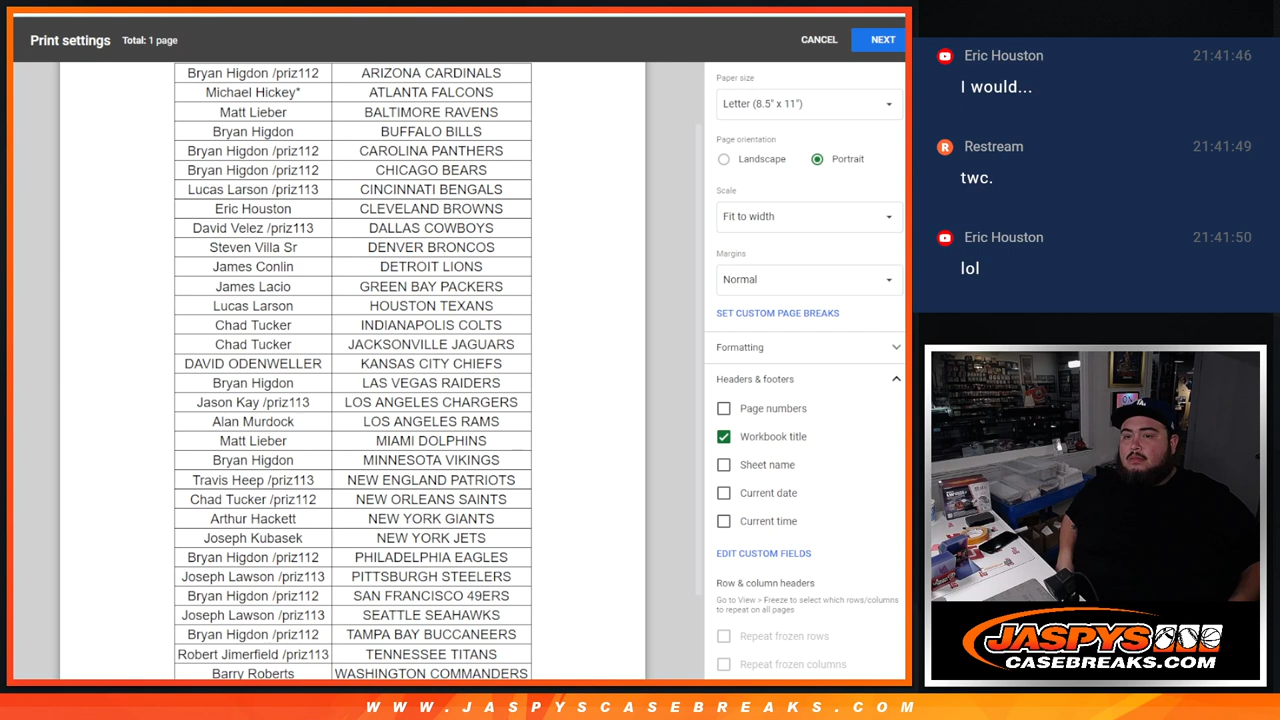 Print settings Total: 1 page CANCEL NEXT
Bryan Higdon /priz112 ARIZONA CARDINALS
Michael Hickey* ATLANTA FALCONS
Matt Lieber BALTIMORE RAVENS
Bryan Higdon BUFFALO BILLS
Bryan Higdon /priz112 CAROLINA PANTHERS
Bryan Higdon /priz112 CHICAGO BEARS
Lucas Larson /priz113 CINCINNATI BENGALS
Eric Houston CLEVELAND BROWNS
David Velez /priz113 DALLAS COWBOYS
Steven Villa Sr DENVER BRONCOS
James Conlin DETROIT LIONS
James Lacio GREEN BAY PACKERS
Lucas Larson HOUSTON TEXANS
Chad Tucker INDIANAPOLIS COLTS
Chad Tucker JACKSONVILLE JAGUARS
DAVID ODENWELLER KANSAS CITY CHIEFS
Bryan Higdon LAS VEGAS RAIDERS
Jason Kay /priz113 LOS ANGELES CHARGERS
Alan Murdock LOS ANGELES RAMS
Matt Lieber MIAMI DOLPHINS
Bryan Higdon MINNESOTA VIKINGS
Travis Heep /priz113 NEW ENGLAND PATRIOTS
Chad Tucker /priz112 NEW ORLEANS SAINTS
Arthur Hackett NEW YORK GIANTS
Joseph Kubasek NEW YORK JETS
Bryan Higdon /priz112 PHILADELPHIA EAGLES
Joseph Lawson /priz113 PITTSBURGH STEELERS
Bryan Higdon /priz112 SAN FRANCISCO 49ERS
Joseph Lawson /priz113 SEATTLE SEAHAWKS
Bryan Higdon /priz112 TAMPA BAY BUCCANEERS
Robert Jimerfield /priz113 TENNESSEE TITANS
Barry Roberts WASHINGTON COMMANDERS
Paper size
Letter (8.5" x 11")
Page orientation
Landscape Portrait
Scale
Fit to width
Margins
Normal
SET CUSTOM PAGE BREAKS
Formatting
Headers & footers
Page numbers
Workbook title
Sheet name
Current date
Current time
EDIT CUSTOM FIELDS
Row & column headers
Go to View > Freeze to select which rows/columns
to repeat on all pages
Repeat frozen rows
Repeat frozen columns
Eric Houston 21:41:46
I would...
R Restream 21:41:49
twc.
Eric Houston 21:41:50
lol
ON
LA
JASPYS
CASEBREAKS.COM
WWW.JASPYSCASEBREAKS.COM